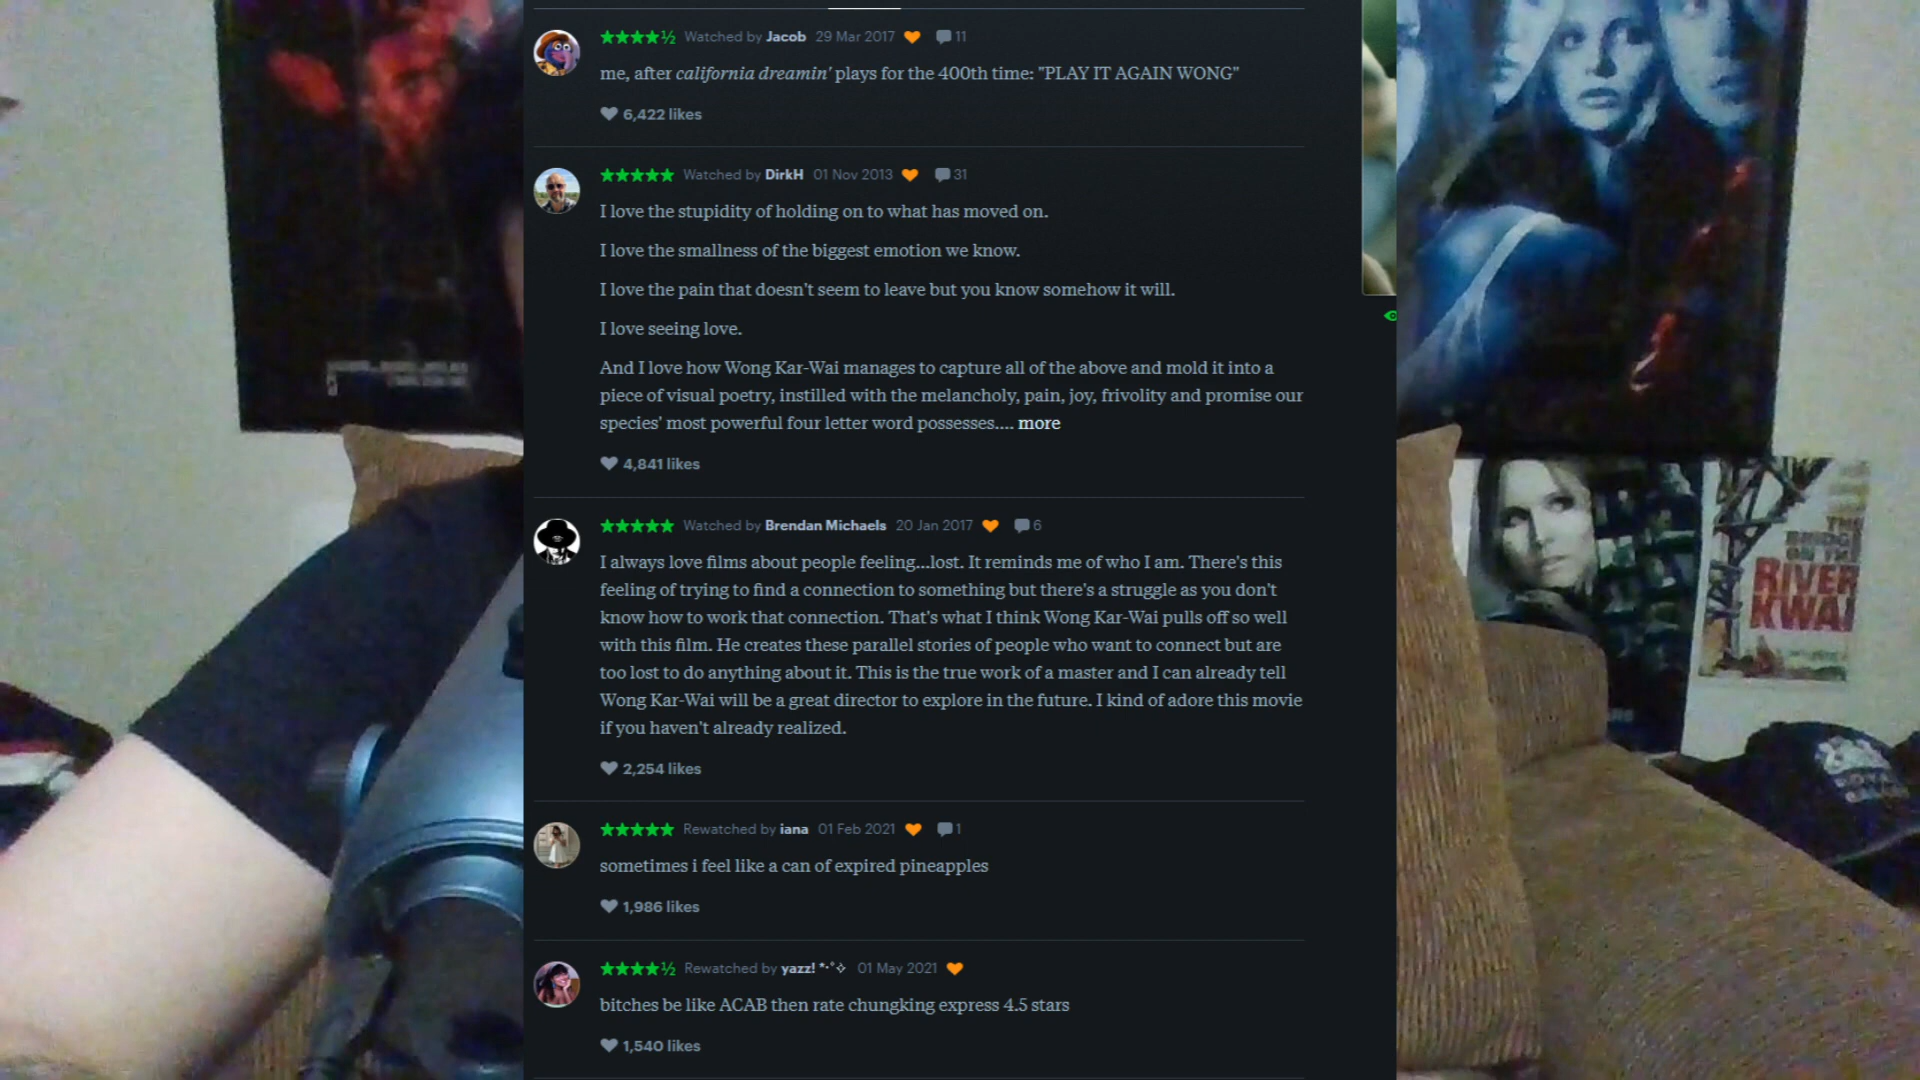 ★★★★½ Watched by Jacob 29 Mar 2017 11
me, after california dreamin' plays for the 400th time: "PLAY IT AGAIN WONG"
6,422 likes
★★★★★ Watched by DirkH 01 Nov 2013 31
I love the stupidity of holding on to what has moved on.
I love the smallness of the biggest emotion we know.
I love the pain that doesn't seem to leave but you know somehow it will.
I love seeing love.
And I love how Wong Kar-Wai manages to capture all of the above and mold it into a
piece of visual poetry, instilled with the melancholy, pain, joy, frivolity and promise our
species' most powerful four letter word possesses.... more
4,841 likes
★★★★★ Watched by Brendan Michaels 20 Jan 2017 6
I always love films about people feeling...lost. It reminds me of who I am. There's this
feeling of trying to find a connection to something but there's a struggle as you don't
know how to work that connection. That's what I think Wong Kar-Wai pulls off so well
with this film. He creates these parallel stories of people who want to connect but are
too lost to do anything about it. This is the true work of a master and I can already tell
Wong Kar-Wai will be a great director to explore in the future. I kind of adore this movie
if you haven't already realized.
2,254 likes
★★★★★ Rewatched by iana 01 Feb 2021 1
sometimes i feel like a can of expired pineapples
1,986 likes
★★★★½ Rewatched by yazz! *･ﾟ✧ 01 May 2021
bitches be like ACAB then rate chungking express 4.5 stars
1,540 likes
THE
BRIDGE
ON THE
RIVER
KWAI
ROYAL